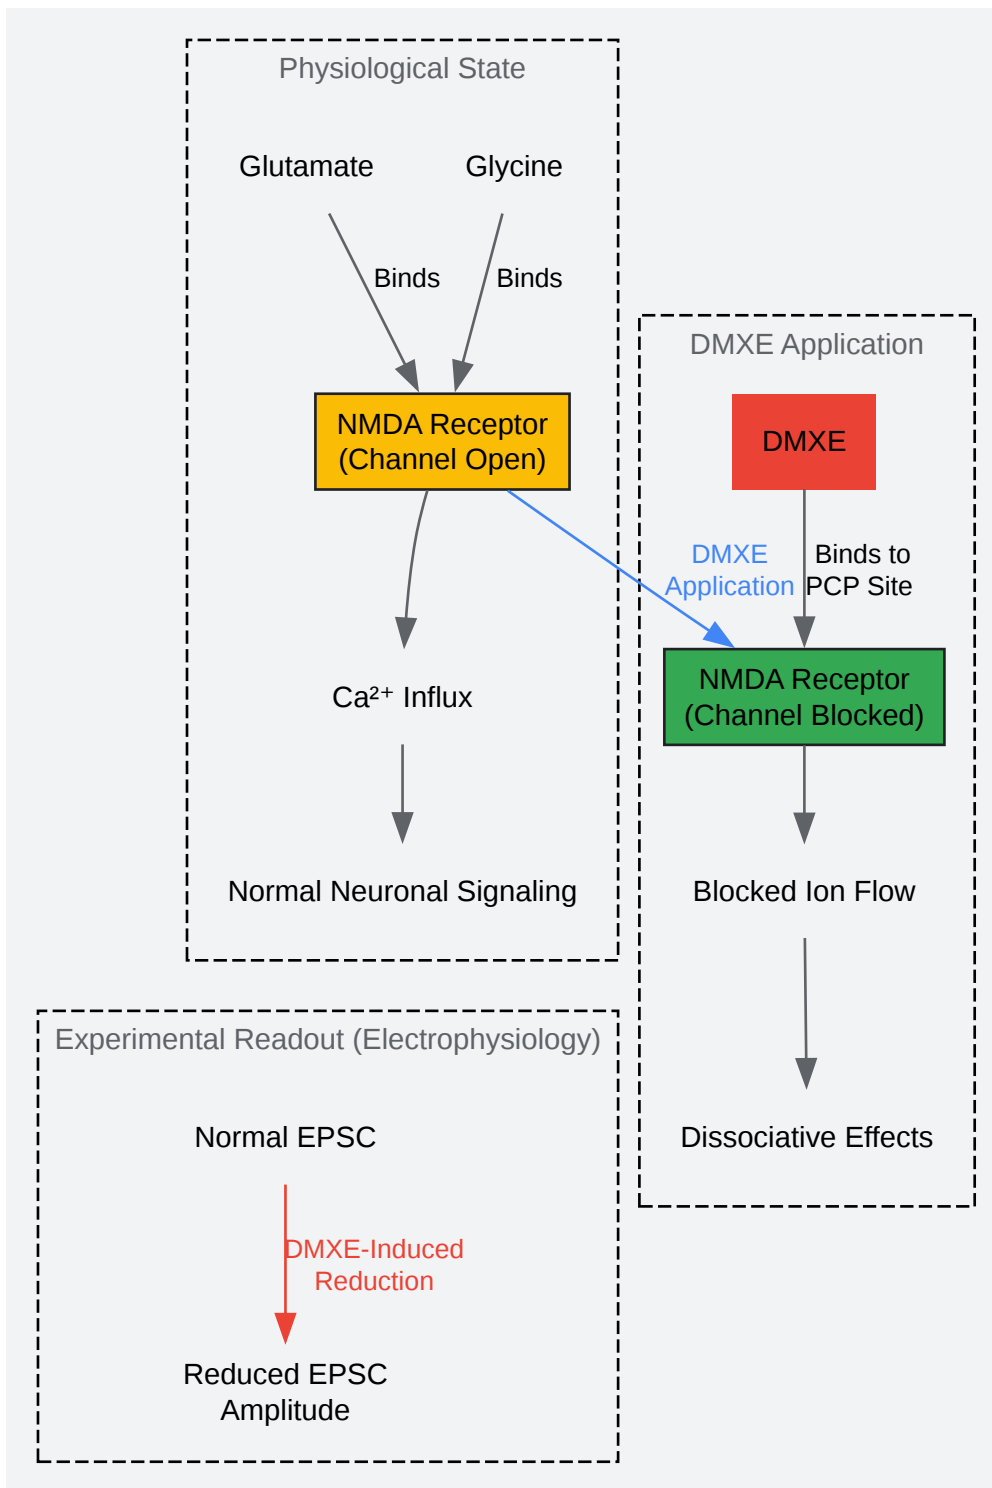 Physiological State
Glutamate
Glycine
Binds
Binds
NMDA Receptor
(Channel Open)
Ca²⁺ Influx
Normal Neuronal Signaling
DMXE Application
DMXE
DMXE
Application
Binds to
PCP Site
NMDA Receptor
(Channel Blocked)
Blocked Ion Flow
Dissociative Effects
Experimental Readout (Electrophysiology)
Normal EPSC
DMXE-Induced
Reduction
Reduced EPSC
Amplitude